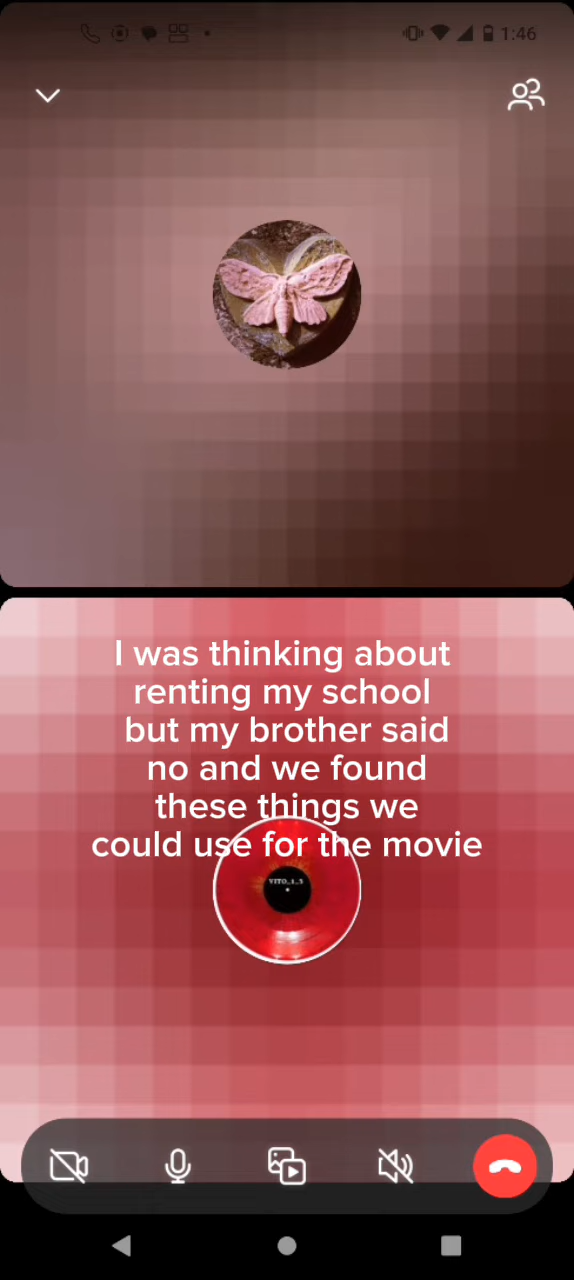 1:46
I was thinking about
renting my school
but my brother said
no and we found
these things we
could use for the movie
VITO_1_5